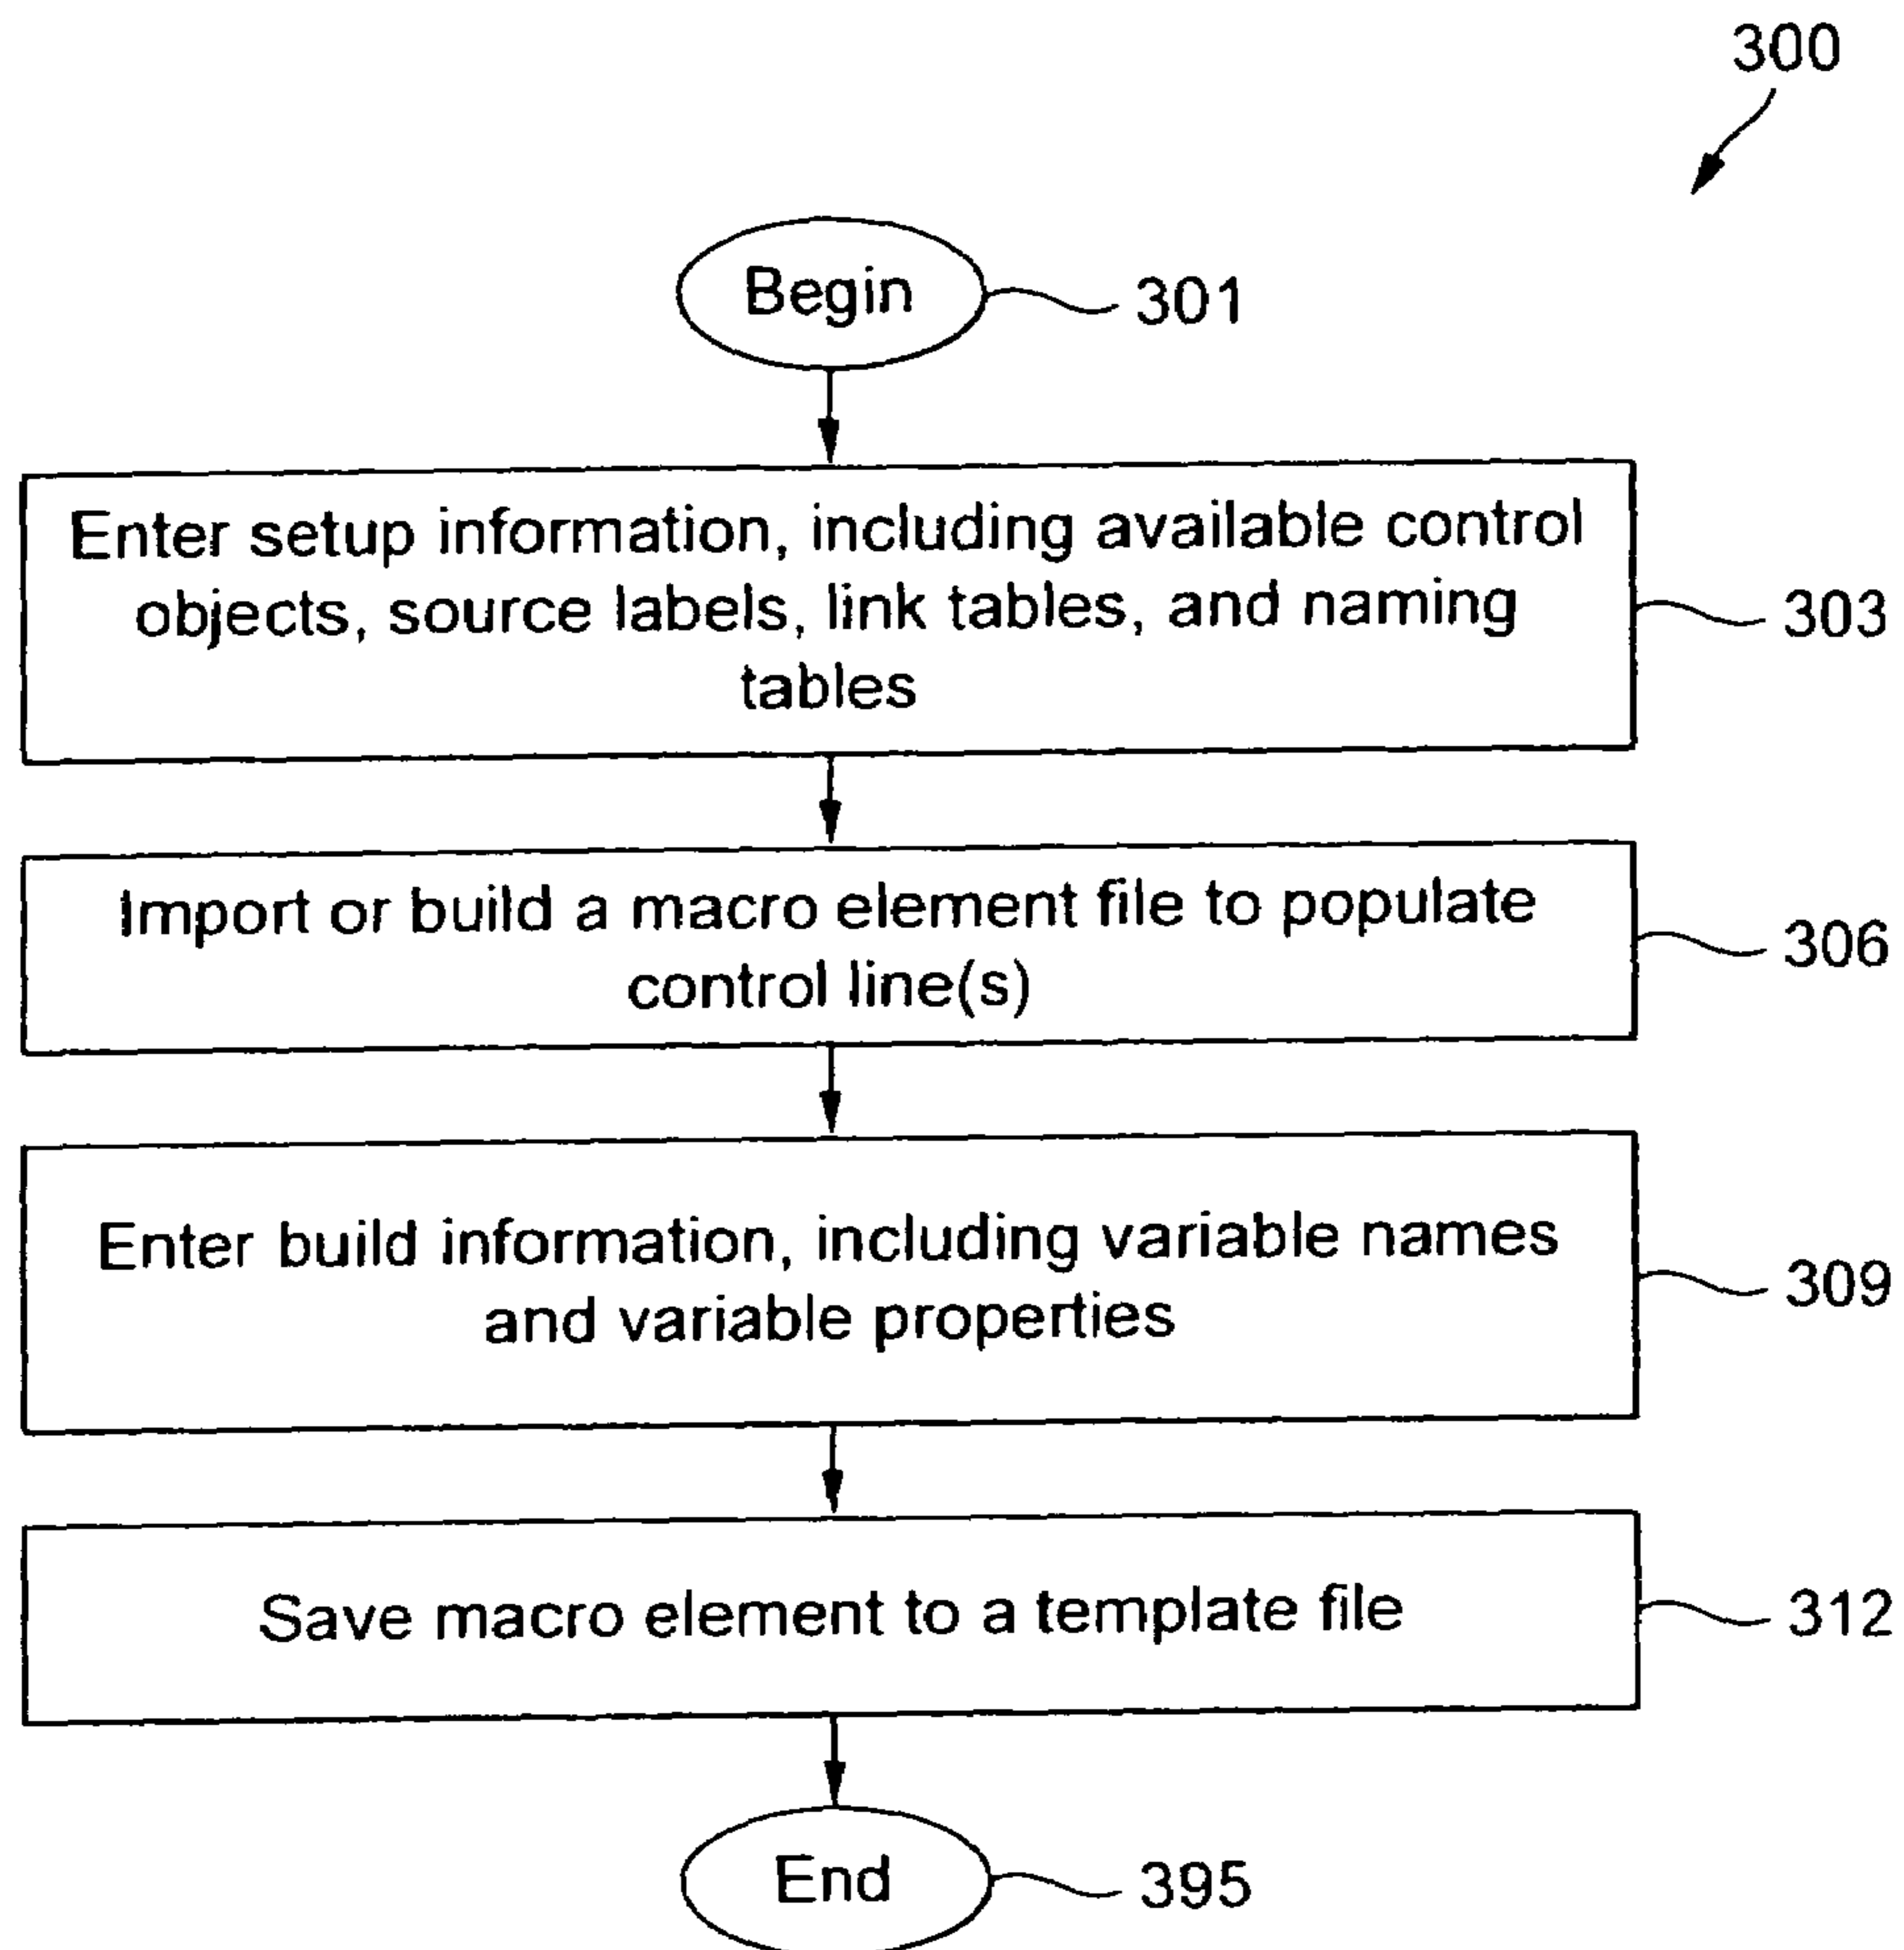 300
Begin
301
Enter setup information, including available control
objects, source labels, link tables, and naming
tables
303
Import or build a macro element file to populate
control line(s)
306
Enter build information, including variable names
and variable properties
309
Save macro element to a template file
312
End
395